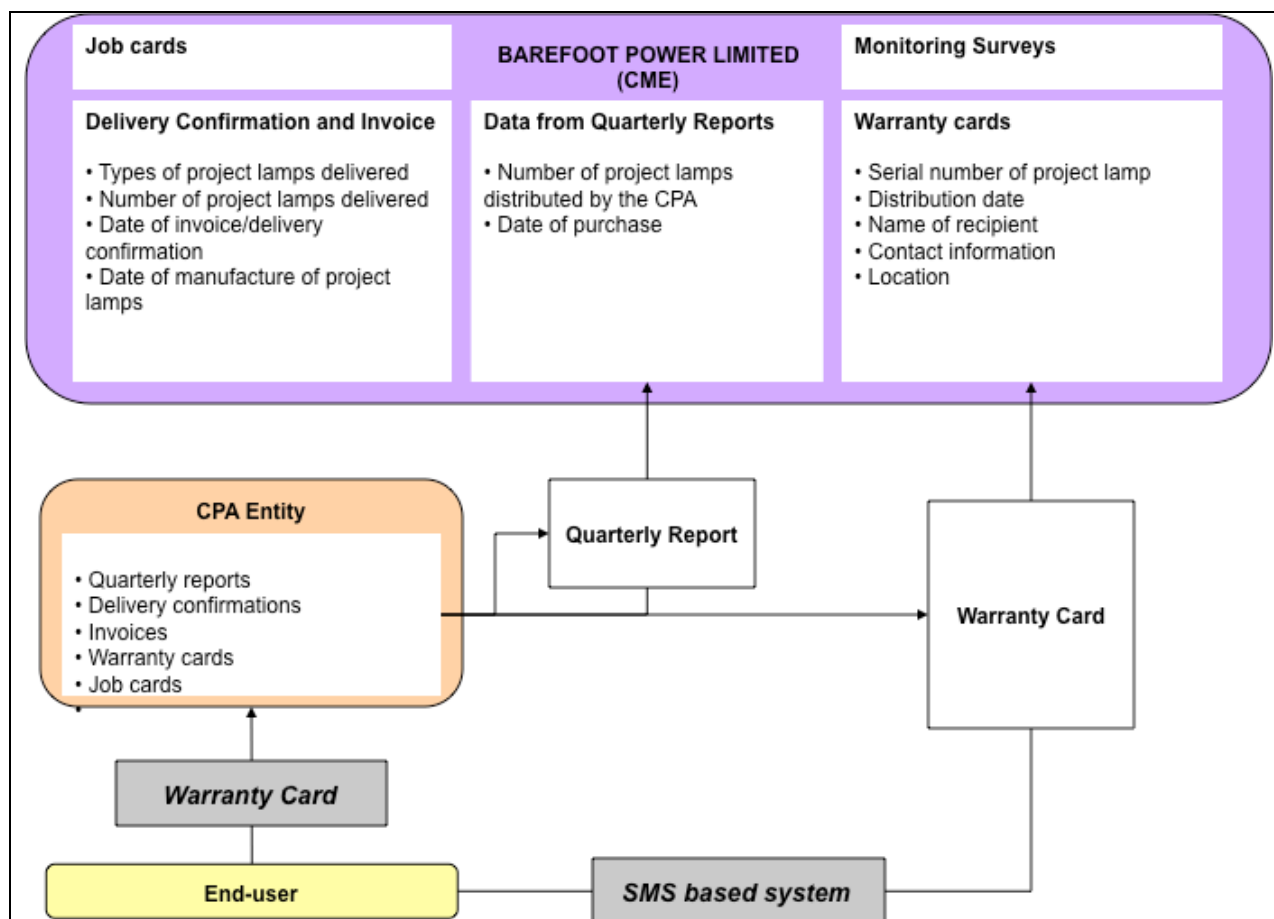 Job cards
BAREFOOT POWER LIMITED
(CME)
Monitoring Surveys
Delivery Confirmation and Invoice
• Types of project lamps delivered
• Number of project lamps delivered
• Date of invoice/delivery
confirmation
• Date of manufacture of project
lamps
Data from Quarterly Reports
• Number of project lamps
distributed by the CPA
• Date of purchase
Warranty cards
• Serial number of project lamp
• Distribution date
• Name of recipient
• Contact information
• Location
CPA Entity
• Quarterly reports
• Delivery confirmations
• Invoices
• Warranty cards
• Job cards
•
Quarterly Report
Warranty Card
Warranty Card
End-user
SMS based system